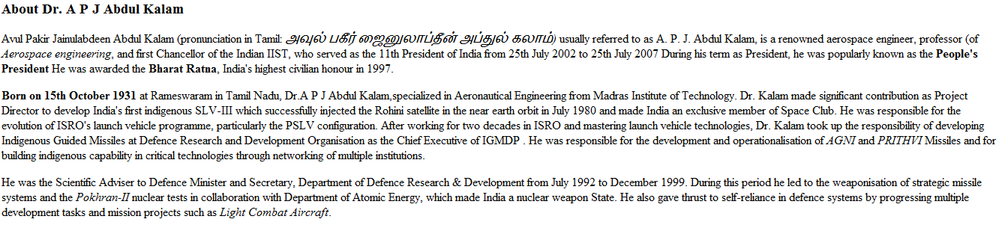 About Dr. A P J Abdul Kalam
Avul Pakir Jainulabdeen Abdul Kalam (pronunciation in Tamil: அவுல் பகீர் ஜைனுலாப்தீன் அப்துல் கலாம்) usually referred to as A. P. J. Abdul Kalam, is a renowned aerospace engineer, professor (of
Aerospace engineering, and first Chancellor of the Indian IIST, who served as the 11th President of India from 25th July 2002 to 25th July 2007 During his term as President, he was popularly known as the People's
President He was awarded the Bharat Ratna, India's highest civilian honour in 1997.
Born on 15th October 1931 at Rameswaram in Tamil Nadu, Dr.A P J Abdul Kalam,specialized in Aeronautical Engineering from Madras Institute of Technology. Dr. Kalam made significant contribution as Project
Director to develop India's first indigenous SLV-III which successfully injected the Rohini satellite in the near earth orbit in July 1980 and made India an exclusive member of Space Club. He was responsible for the
evolution of ISRO's launch vehicle programme, particularly the PSLV configuration. After working for two decades in ISRO and mastering launch vehicle technologies, Dr. Kalam took up the responsibility of developing
Indigenous Guided Missiles at Defence Research and Development Organisation as the Chief Executive of IGMDP . He was responsible for the development and operationalisation of AGNI and PRITHVI Missiles and for
building indigenous capability in critical technologies through networking of multiple institutions.
He was the Scientific Adviser to Defence Minister and Secretary, Department of Defence Research & Development from July 1992 to December 1999. During this period he led to the weaponisation of strategic missile
systems and the Pokhran-II nuclear tests in collaboration with Department of Atomic Energy, which made India a nuclear weapon State. He also gave thrust to self-reliance in defence systems by progressing multiple
development tasks and mission projects such as Light Combat Aircraft.